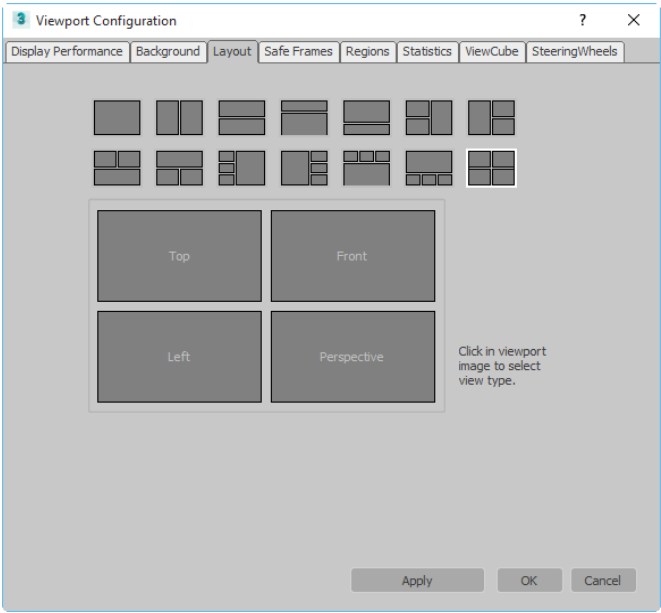 3 Viewport Configuration ?
Display Performance Background Layout Safe Frames Regions Statistics ViewCube SteeringWheels
Top Front
Left Perspective
Click in viewport
image to select
view type.
Apply OK Cancel